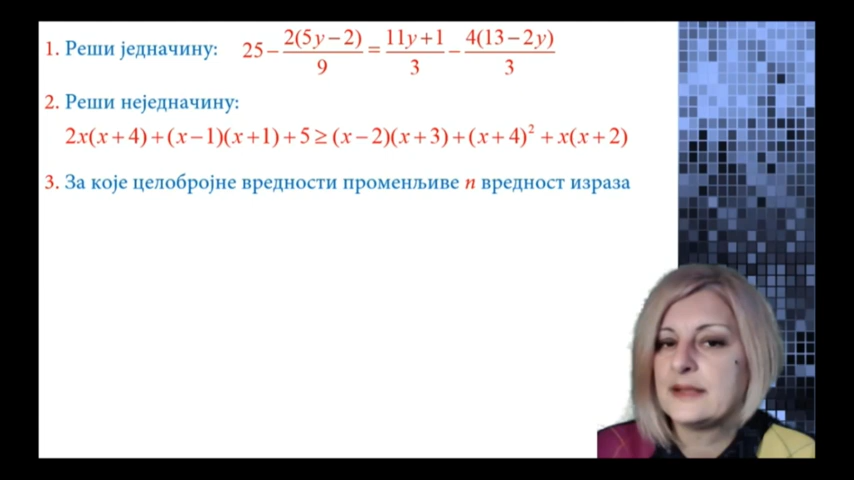 1. Реши једначину: 25 − 2(5y − 2)/9 = 11y + 1/3 − 4(13 − 2y)/3
2. Реши неједначину:
2x(x + 4) + (x − 1)(x + 1) + 5 ≥ (x − 2)(x + 3) + (x + 4)² + x(x + 2)
3. За које целобројне вредности променљиве n вредност израза